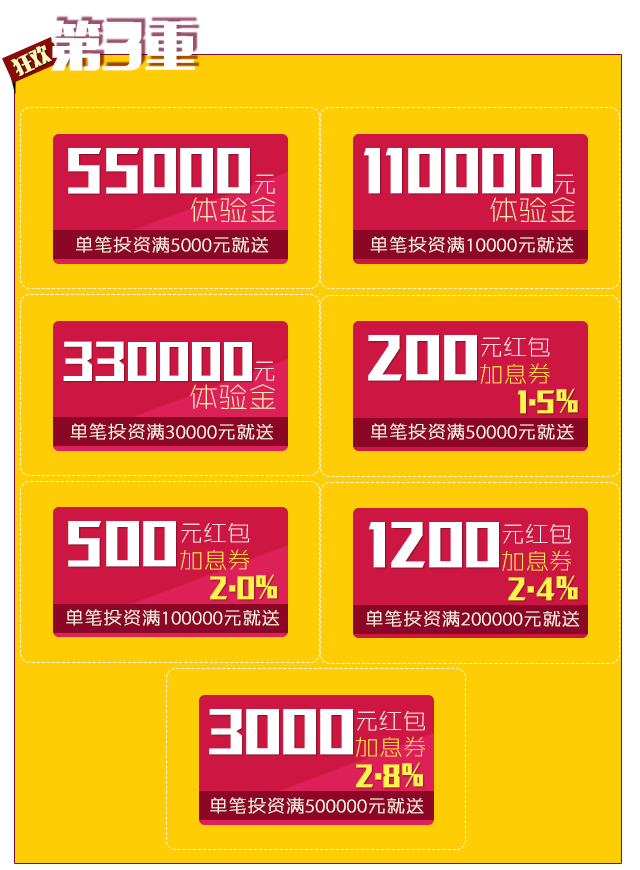 狂欢 第3重
55000元
体验金
单笔投资满5000元就送
110000元
体验金
单笔投资满10000元就送
330000元
体验金
单笔投资满30000元就送
200元红包
加息券
1·5%
单笔投资满50000元就送
500元红包
加息券
2·0%
单笔投资满100000元就送
1200元红包
加息券
2·4%
单笔投资满200000元就送
3000元红包
加息券
2·8%
单笔投资满500000元就送